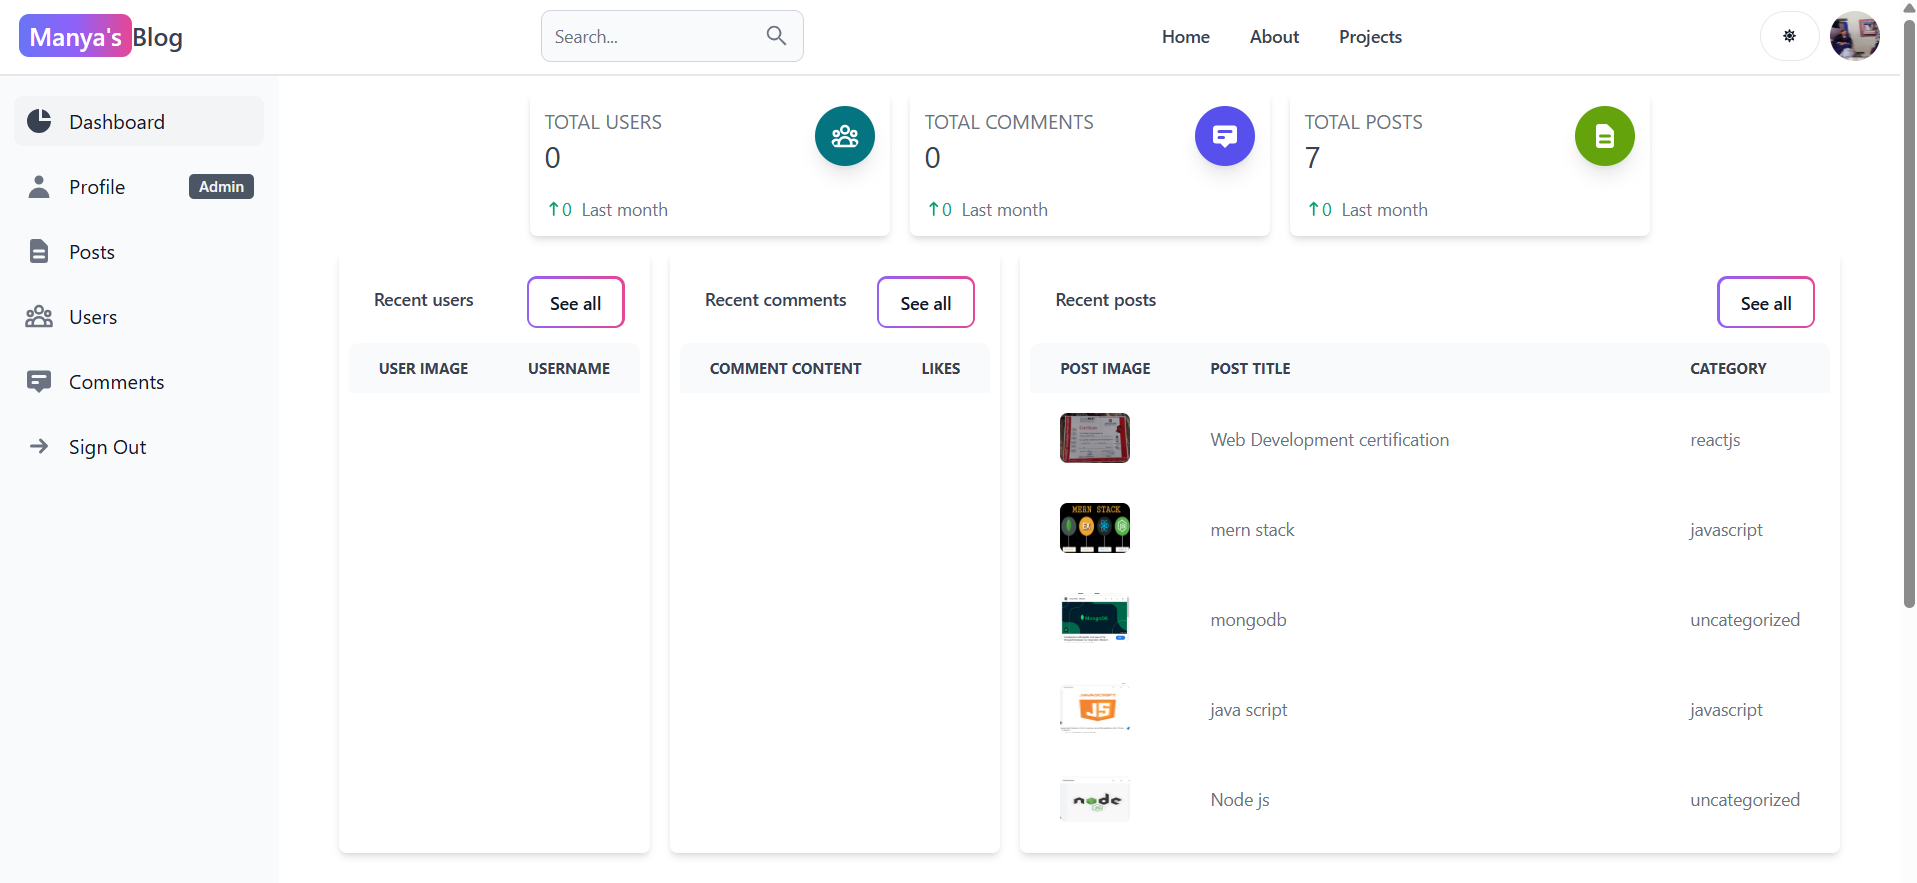 Manya's Blog
Search...
Home
About
Projects
Dashboard
Profile
Admin
Posts
Users
Comments
Sign Out
TOTAL USERS
0
0 Last month
TOTAL COMMENTS
0
0 Last month
TOTAL POSTS
7
0 Last month
Recent users
See all
USER IMAGE USERNAME
Recent comments
See all
COMMENT CONTENT LIKES
Recent posts
See all
POST IMAGE POST TITLE CATEGORY
Web Development certification reactjs
MERN STACK
EX
mern stack javascript
MongoDB
mongodb uncategorized
JAVASCRIPT
JS
java script javascript
node
Node js uncategorized